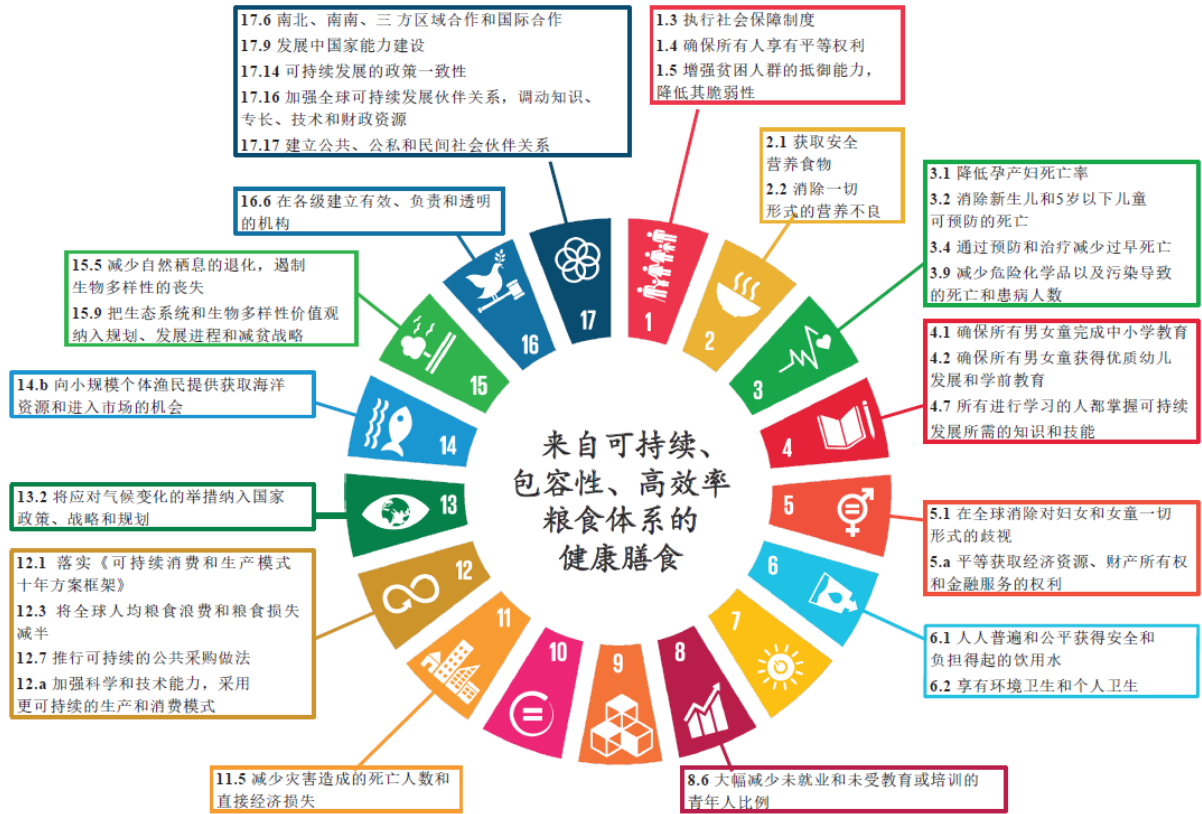 17.6 南北、南南、三 方区域合作和国际合作
17.9 发展中国家能力建设
17.14 可持续发展的政策一致性
17.16 加强全球可持续发展伙伴关系，调动知识、
专长、技术和财政资源
17.17 建立公共、公私和民间社会伙伴关系
1.3 执行社会保障制度
1.4 确保所有人享有平等权利
1.5 增强贫困人群的抵御能力，
降低其脆弱性
2.1 获取安全
营养食物
2.2 消除一切
形式的营养不良
3.1 降低孕产妇死亡率
3.2 消除新生儿和5岁以下儿童
可预防的死亡
3.4 通过预防和治疗减少过早死亡
3.9 减少危险化学品以及污染导致
的死亡和患病人数
4.1 确保所有男女童完成中小学教育
4.2 确保所有男女童获得优质幼儿
发展和学前教育
4.7 所有进行学习的人都掌握可持续
发展所需的知识和技能
5.1 在全球消除对妇女和女童一切
形式的歧视
5.a 平等获取经济资源、财产所有权
和金融服务的权利
6.1 人人普遍和公平获得安全和
负担得起的饮用水
6.2 享有环境卫生和个人卫生
8.6 大幅减少未就业和未受教育或培训的
青年人比例
11.5 减少灾害造成的死亡人数和
直接经济损失
12.1 落实《可持续消费和生产模式
十年方案框架》
12.3 将全球人均粮食浪费和粮食损失
减半
12.7 推行可持续的公共采购做法
12.a 加强科学和技术能力，采用
更可持续的生产和消费模式
13.2 将应对气候变化的举措纳入国家
政策、战略和规划
14.b 向小规模个体渔民提供获取海洋
资源和进入市场的机会
15.5 减少自然栖息的退化，遏制
生物多样性的丧失
15.9 把生态系统和生物多样性价值观
纳入规划、发展进程和减贫战略
16.6 在各级建立有效、负责和透明
的机构
1
2
3
4
5
6
7
8
9
10
11
12
13
14
15
16
17
来自可持续、
包容性、高效率
粮食体系的
健康膳食